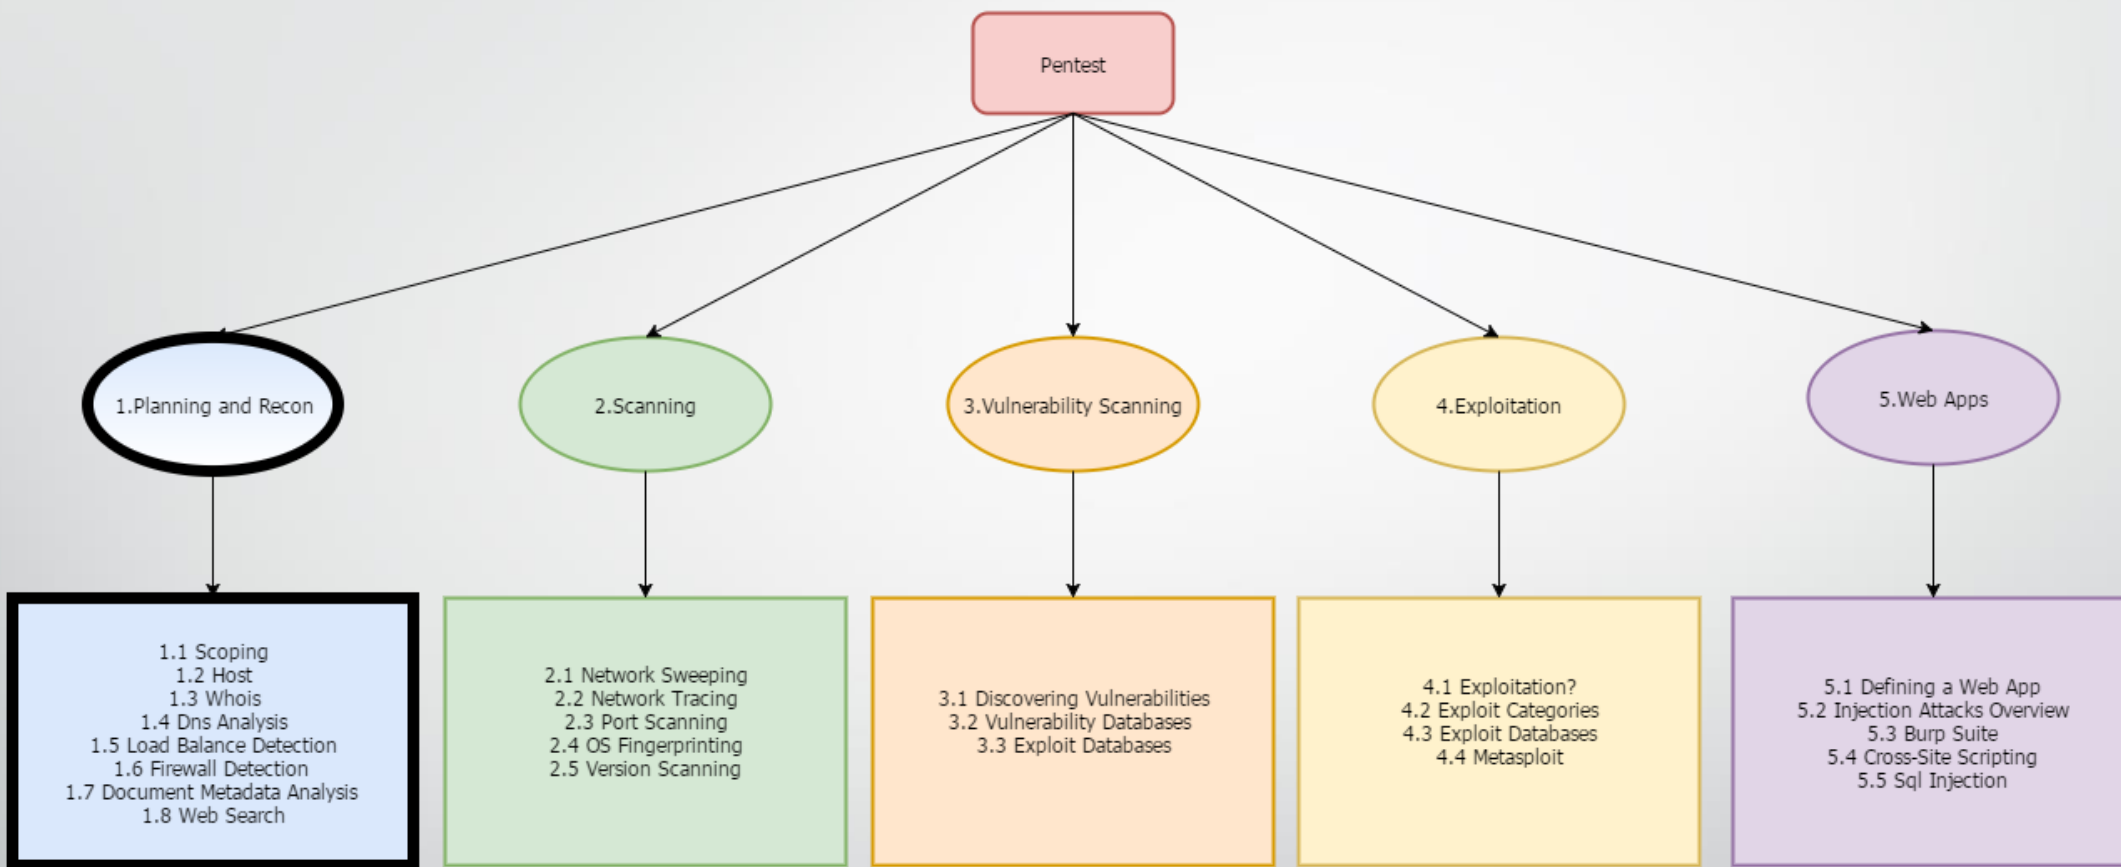 Pentest
1.Planning and Recon
2.Scanning
3.Vulnerability Scanning
4.Exploitation
5.Web Apps
1.1 Scoping
1.2 Host
1.3 Whois
1.4 Dns Analysis
1.5 Load Balance Detection
1.6 Firewall Detection
1.7 Document Metadata Analysis
1.8 Web Search
2.1 Network Sweeping
2.2 Network Tracing
2.3 Port Scanning
2.4 OS Fingerprinting
2.5 Version Scanning
3.1 Discovering Vulnerabilities
3.2 Vulnerability Databases
3.3 Exploit Databases
4.1 Exploitation?
4.2 Exploit Categories
4.3 Exploit Databases
4.4 Metasploit
5.1 Defining a Web App
5.2 Injection Attacks Overview
5.3 Burp Suite
5.4 Cross-Site Scripting
5.5 Sql Injection